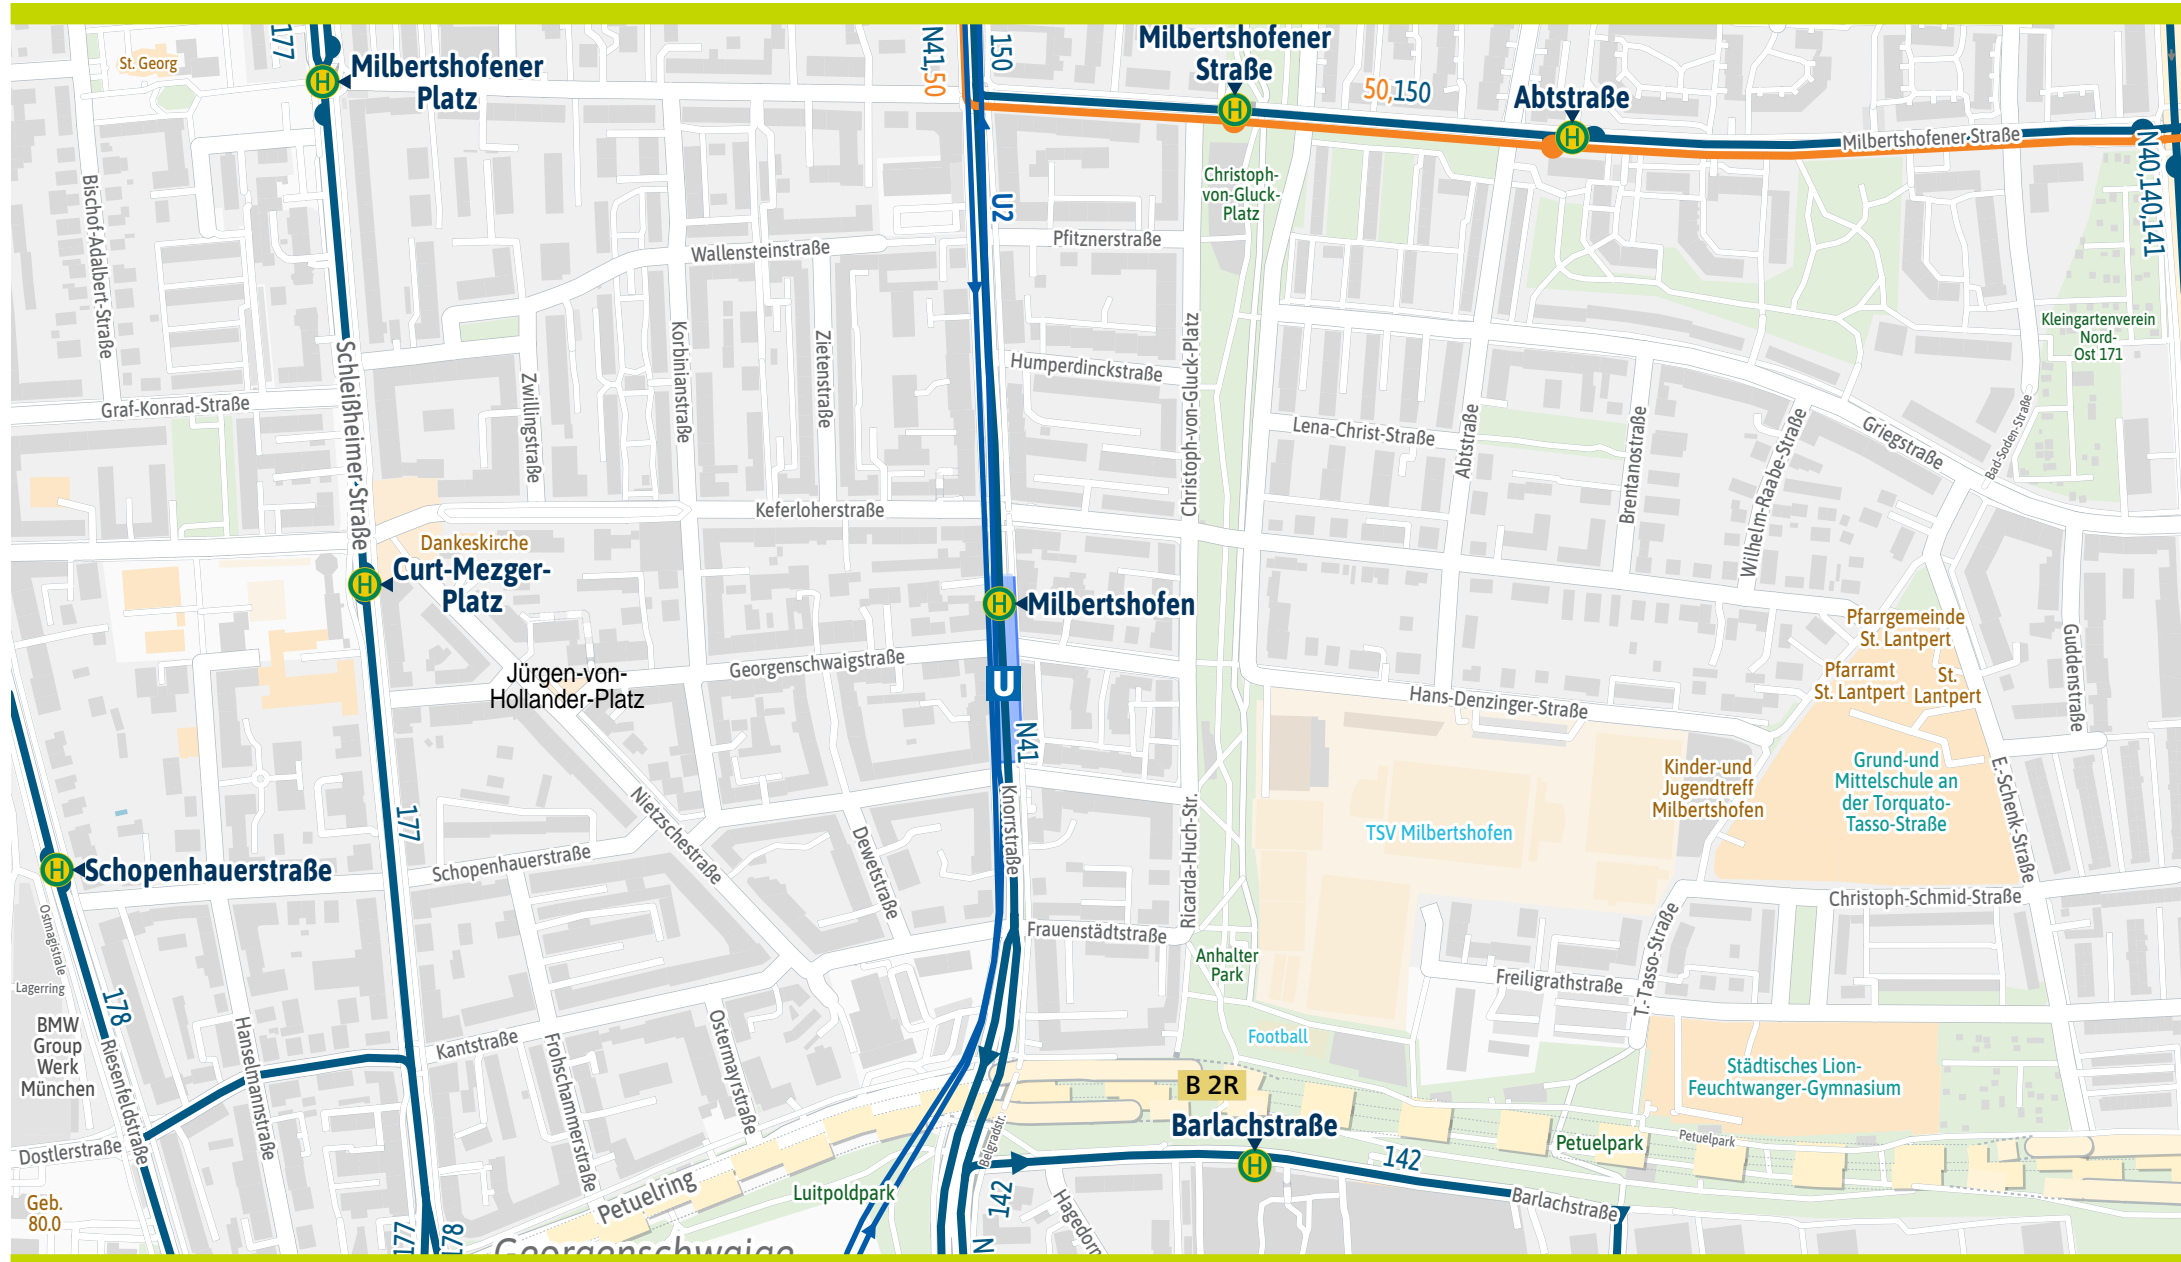 177
St. Georg
Milbertshofener
Platz
N41,50
150
Milbertshofener
Straße
50,150
Abtstraße
Milbertshofener-Straße
N40,140,141
Bischof-Adalbert-Straße
Christoph-
von-Gluck-
Platz
U2
Pfitznerstraße
Wallensteinstraße
Schleißheimer-Straße
Korbinianstraße
Zietenstraße
Zwillingstraße
Humperdinckstraße
Christoph-von-Gluck-Platz
Kleingartenverein
Nord-
Ost 171
Graf-Konrad-Straße
Lena-Christ-Straße
Abtstraße
Brentanostraße
Wilhelm-Raabe-Straße
Griegstraße
Bad-Soden-Straße
Keferloherstraße
Dankeskirche
Curt-Mezger-
Platz
Milbertshofen
Pfarrgemeinde
St. Lantpert
Pfarramt
St. Lantpert
St.
Lantpert
Guddenstraße
Georgenschwaigstraße
Jürgen-von-
Hollander-Platz
U
N41
Hans-Denzinger-Straße
Kinder-und
Jugendtreff
Milbertshofen
Grund-und
Mittelschule an
der Torquato-
Tasso-Straße
E.-Schenk-Straße
177
Nietzschestraße
Knorrstraße
Ricarda-Huch-Str.
TSV Milbertshofen
Schopenhauerstraße
Schopenhauerstraße
Dewetstraße
Christoph-Schmid-Straße
Ostmagistrale
Frauenstädtstraße
Anhalter
Park
T.-Tasso-Straße
Freiligrathstraße
Lagerring
178
BMW
Group
Werk
München
Riesenfeldstraße
Hanselmannstraße
Kantstraße
Frohschammerstraße
Ostermayrstraße
Football
B 2R
Städtisches Lion-
Feuchtwanger-Gymnasium
Barlachstraße
Belgradstr.
Petuelpark
Petuelpark
Dostlerstraße
142
142
Petuelring
Luitpoldpark
Barlachstraße
Hagedorn
Geb.
80.0
177
178
N
Georgenschwaige
H
H
H
H
H
H
H